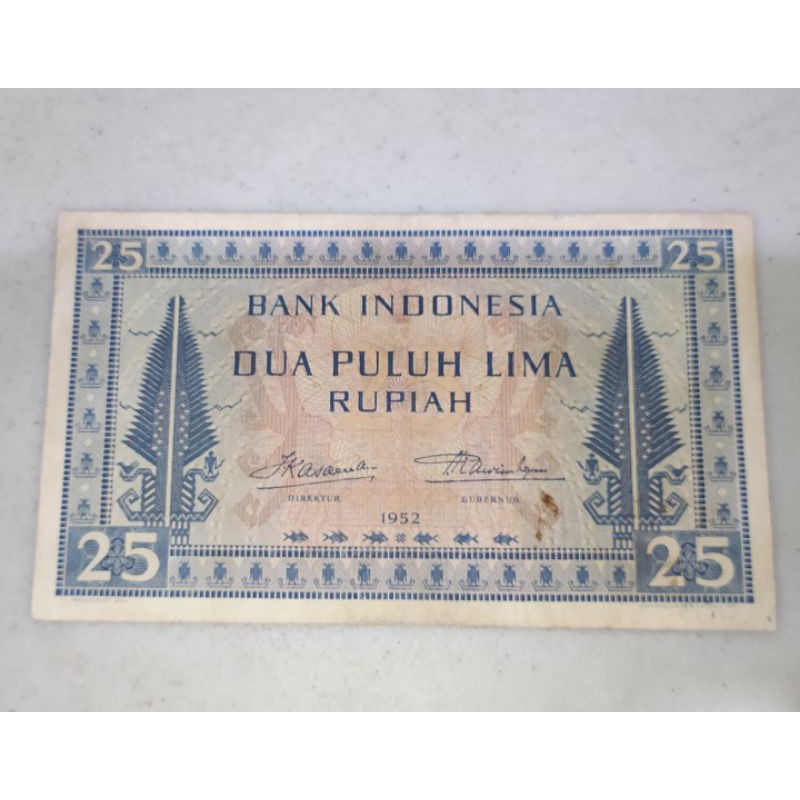 25 25
BANK INDONESIA
DUA PULUH LIMA
RUPIAH
DIREKTUR GUBERNUR
1952
25 25